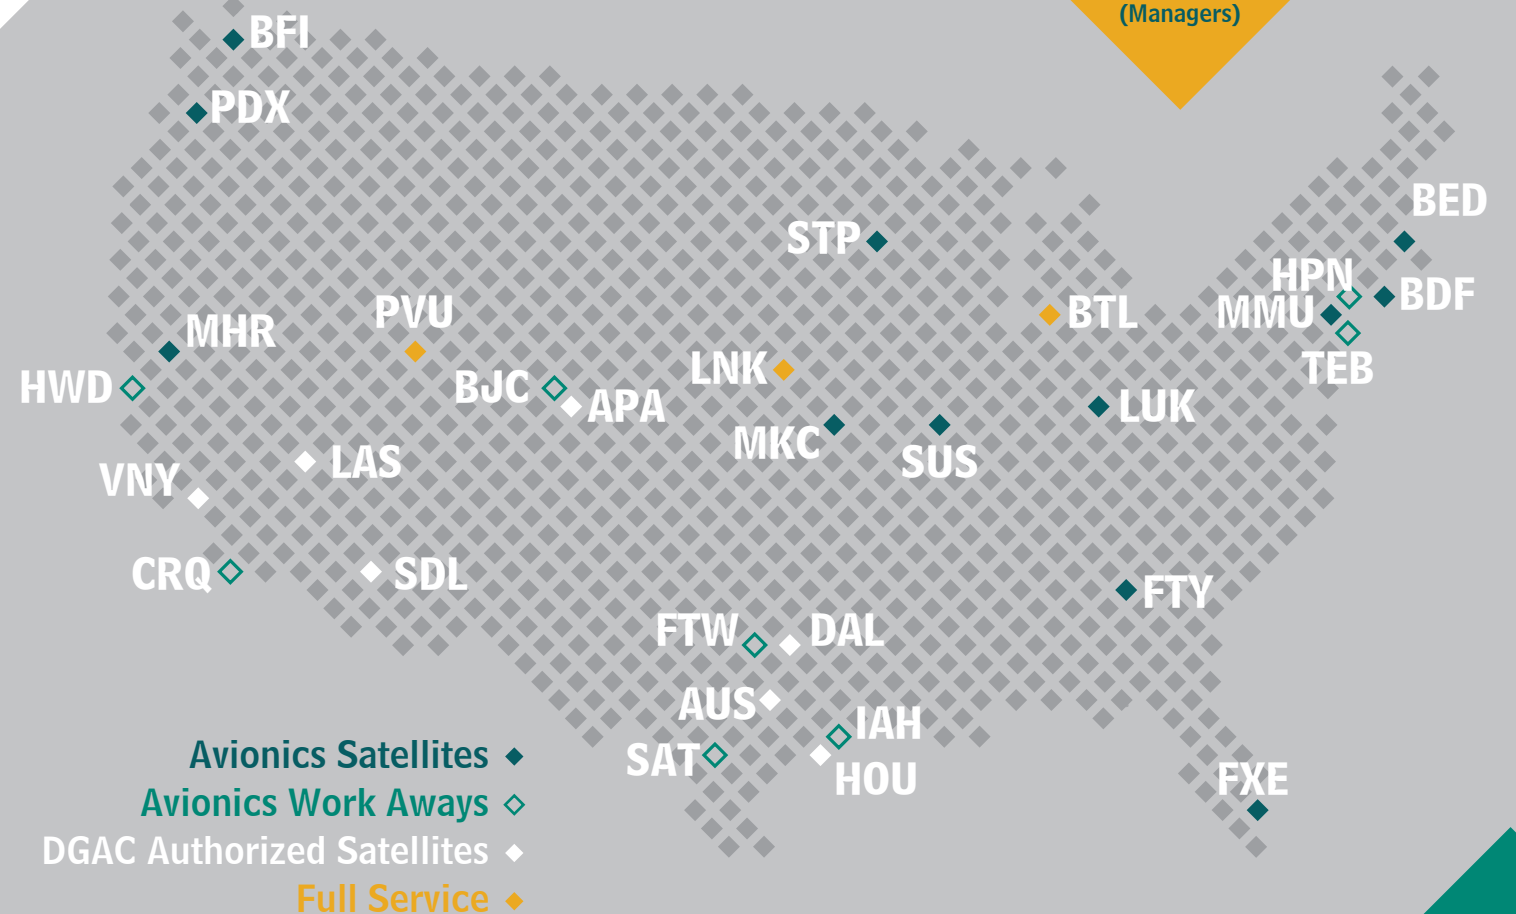 (Managers)
BFI
PDX
BED
STP
HPN
BDF
PVU
BTL
MMU
MHR
LNK
TEB
HWD
BJC
APA
LUK
MKC
SUS
LAS
VNY
CRQ
SDL
FTY
FTW
DAL
AUS
IAH
SAT
HOU
FXE
Avionics Satellites
Avionics Work Aways
DGAC Authorized Satellites
Full Service